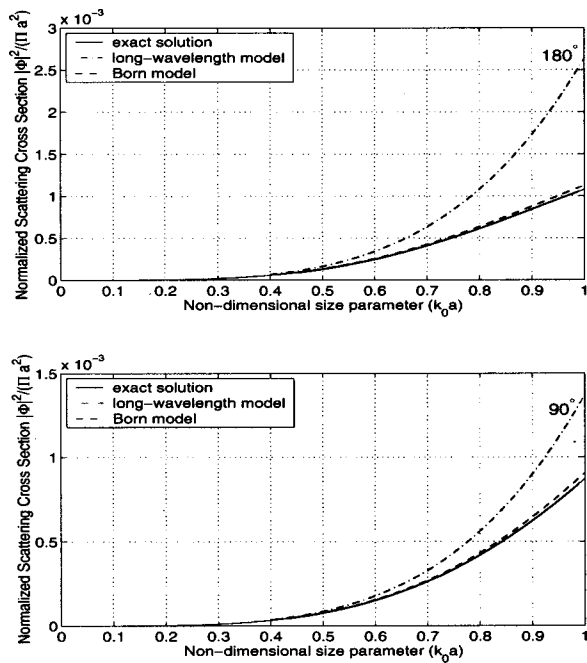 × 10⁻³
3
2.5
2
1.5
1
0.5
0
Normalized Scattering Cross Section |Φ|²/(Π a²)
exact solution
long−wavelength model
Born model
180°
0 0.1 0.2 0.3 0.4 0.5 0.6 0.7 0.8 0.9 1
Non−dimensional size parameter (k₀a)
× 10⁻³
1.5
1
0.5
0
Normalized Scattering Cross Section |Φ|²/(Π a²)
exact solution
long−wavelength model
Born model
90°
0 0.1 0.2 0.3 0.4 0.5 0.6 0.7 0.8 0.9 1
Non−dimensional size parameter (k₀a)